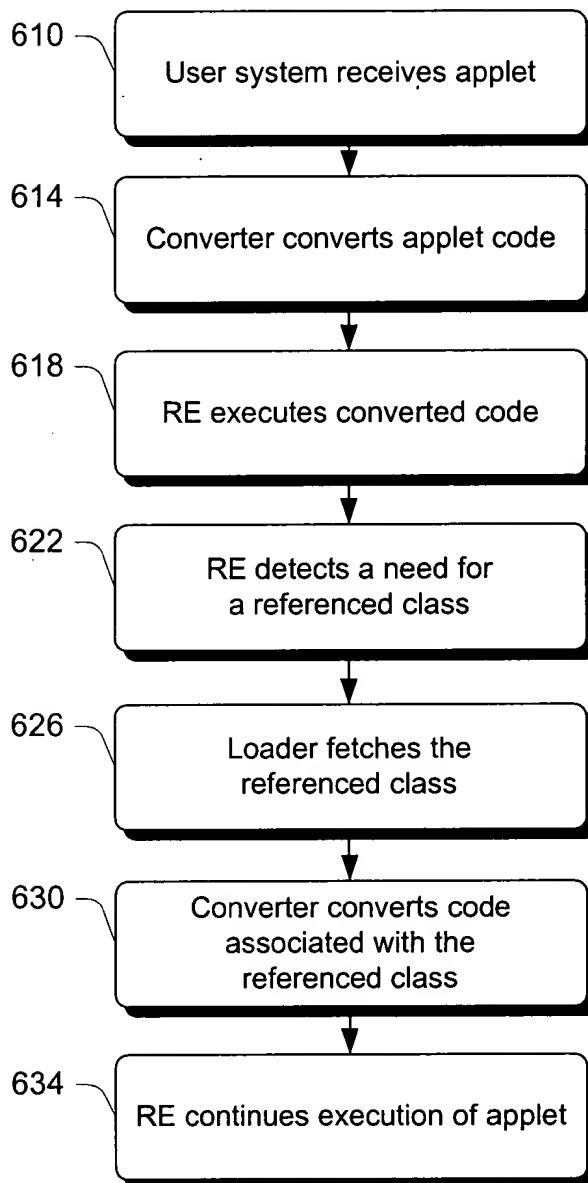 610
User system receives applet
614
Converter converts applet code
618
RE executes converted code
622
RE detects a need for
a referenced class
626
Loader fetches the
referenced class
630
Converter converts code
associated with the
referenced class
634
RE continues execution of applet